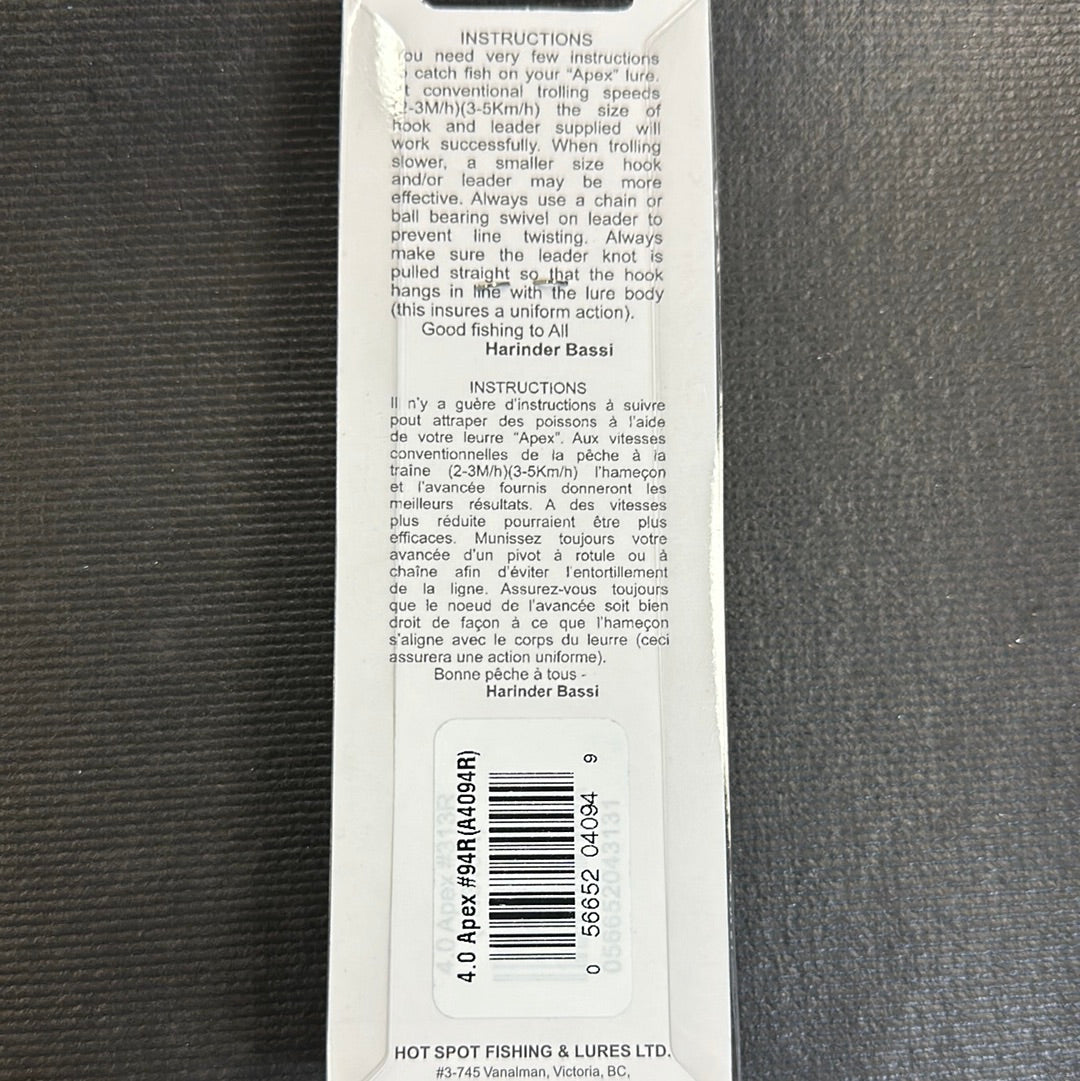 INSTRUCTIONS
ou need very few instructions
catch fish on your "Apex" lure.
t conventional trolling speeds
2-3M/h)(3-5Km/h) the size of
hook and leader supplied will
work successfully. When trolling
slower, a smaller size hook
and/or leader may be more
effective. Always use a chain or
ball bearing swivel on leader to
prevent line twisting. Always
make sure the leader knot is
pulled straight so that the hook
hangs in line with the lure body
(this insures a uniform action).
Good fishing to All
Harinder Bassi
INSTRUCTIONS
Il n'y a guère d'instructions à suivre
pout attraper des poissons à l'aide
de votre leurre "Apex". Aux vitesses
conventionnelles de la pêche à la
traîne (2-3M/h)(3-5Km/h) l'hameçon
et l'avancée fournis donneront les
meilleurs résultats. A des vitesses
plus réduite pourraient être plus
efficaces. Munissez toujours votre
avancée d'un pivot à rotule ou à
chaîne afin d'éviter l'entortillement
de la ligne. Assurez-vous toujours
que le noeud de l'avancée soit bien
droit de façon à ce que l'hameçon
s'aligne avec le corps du leurre (ceci
assurera une action uniforme).
Bonne pêche à tous -
Harinder Bassi
4.0 Apex #94R(A4094R)
0 56652 04094 9
4.0 Apex #313R
056652043131
HOT SPOT FISHING & LURES LTD.
#3-745 Vanalman, Victoria, BC,